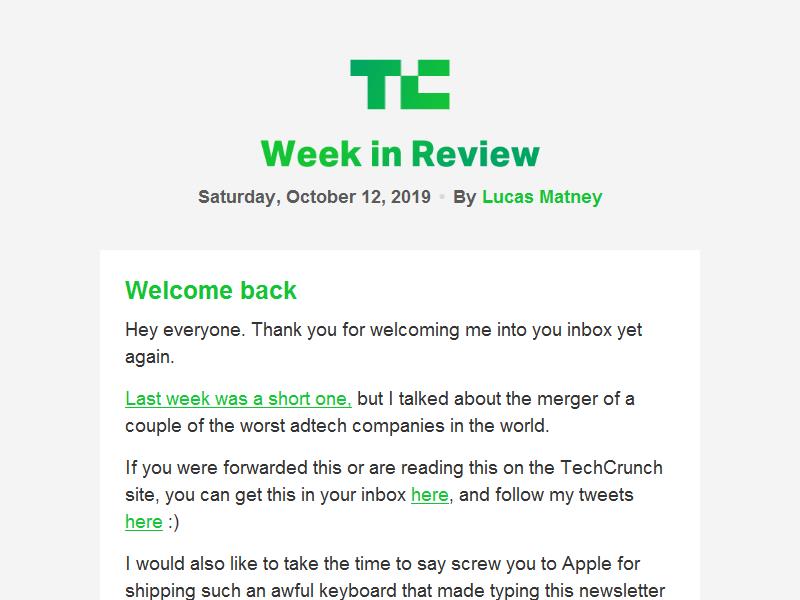 TC
Week in Review
Saturday, October 12, 2019 • By Lucas Matney
Welcome back
Hey everyone. Thank you for welcoming me into you inbox yet
again.
Last week was a short one, but I talked about the merger of a
couple of the worst adtech companies in the world.
If you were forwarded this or are reading this on the TechCrunch
site, you can get this in your inbox here, and follow my tweets
here :)
I would also like to take the time to say screw you to Apple for
shipping such an awful keyboard that made typing this newsletter